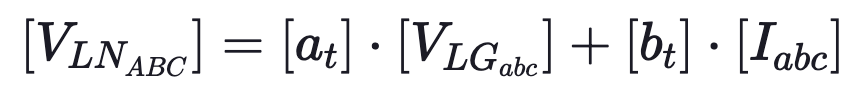 [V_{LN_{ABC}}] = [a_t] · [V_{LG_{abc}}] + [b_t] · [I_{abc}]